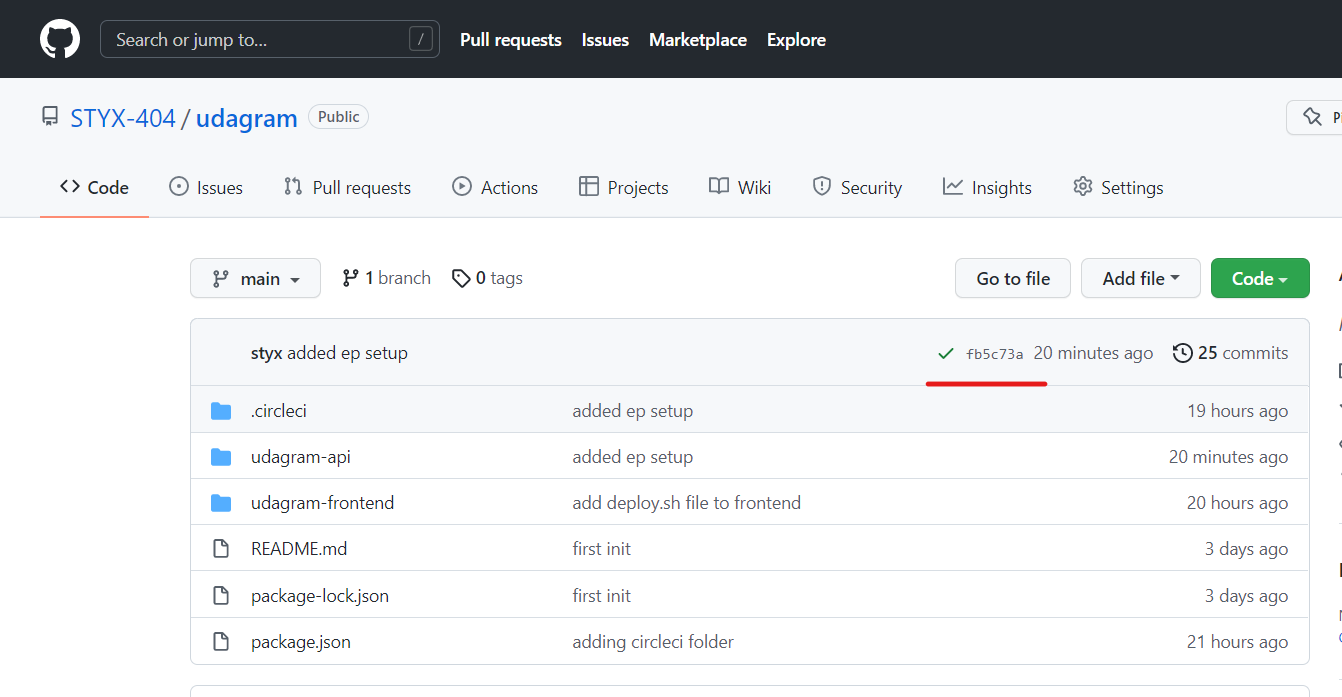 Search or jump to... / Pull requests Issues Marketplace Explore
STYX-404 / udagram Public
Code Issues Pull requests Actions Projects Wiki Security Insights Settings
main 1 branch 0 tags Go to file Add file Code
styx added ep setup fb5c73a 20 minutes ago 25 commits
.circleci added ep setup 19 hours ago
udagram-api added ep setup 20 minutes ago
udagram-frontend add deploy.sh file to frontend 20 hours ago
README.md first init 3 days ago
package-lock.json first init 3 days ago
package.json adding circleci folder 21 hours ago